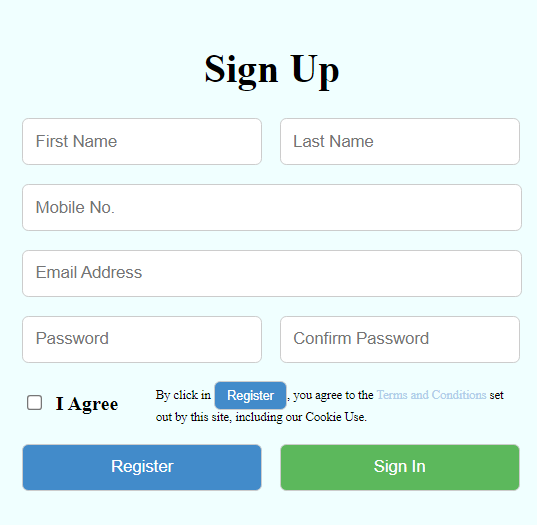 Sign Up
First Name Last Name
Mobile No.
Email Address
Password Confirm Password
I Agree
By click in Register, you agree to the Terms and Conditions set
out by this site, including our Cookie Use.
Register Sign In